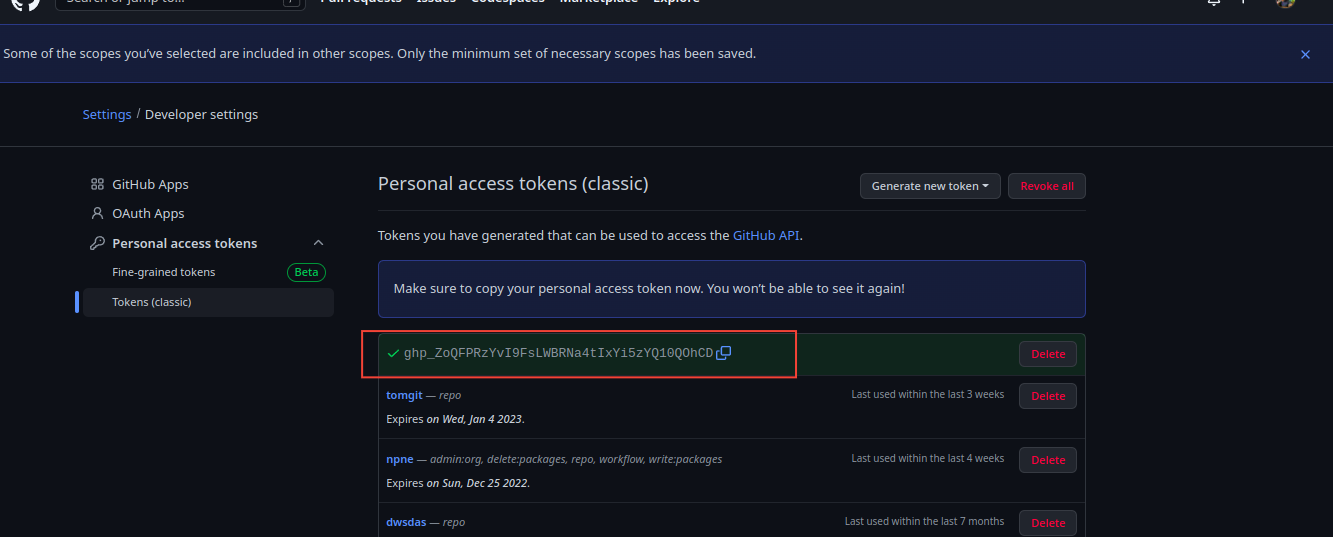 Search or jump to... / Pull requests Issues Codespaces Marketplace Explore
Some of the scopes you've selected are included in other scopes. Only the minimum set of necessary scopes has been saved.
Settings / Developer settings
GitHub Apps
OAuth Apps
Personal access tokens
Fine-grained tokens Beta
Tokens (classic)
Personal access tokens (classic) Generate new token Revoke all
Tokens you have generated that can be used to access the GitHub API.
Make sure to copy your personal access token now. You won't be able to see it again!
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 Delete
tomgit — repo Last used within the last 3 weeks Delete
Expires on Wed, Jan 4 2023.
npne — admin:org, delete:packages, repo, workflow, write:packages Last used within the last 4 weeks Delete
Expires on Sun, Dec 25 2022.
dwsdas — repo Last used within the last 7 months Delete